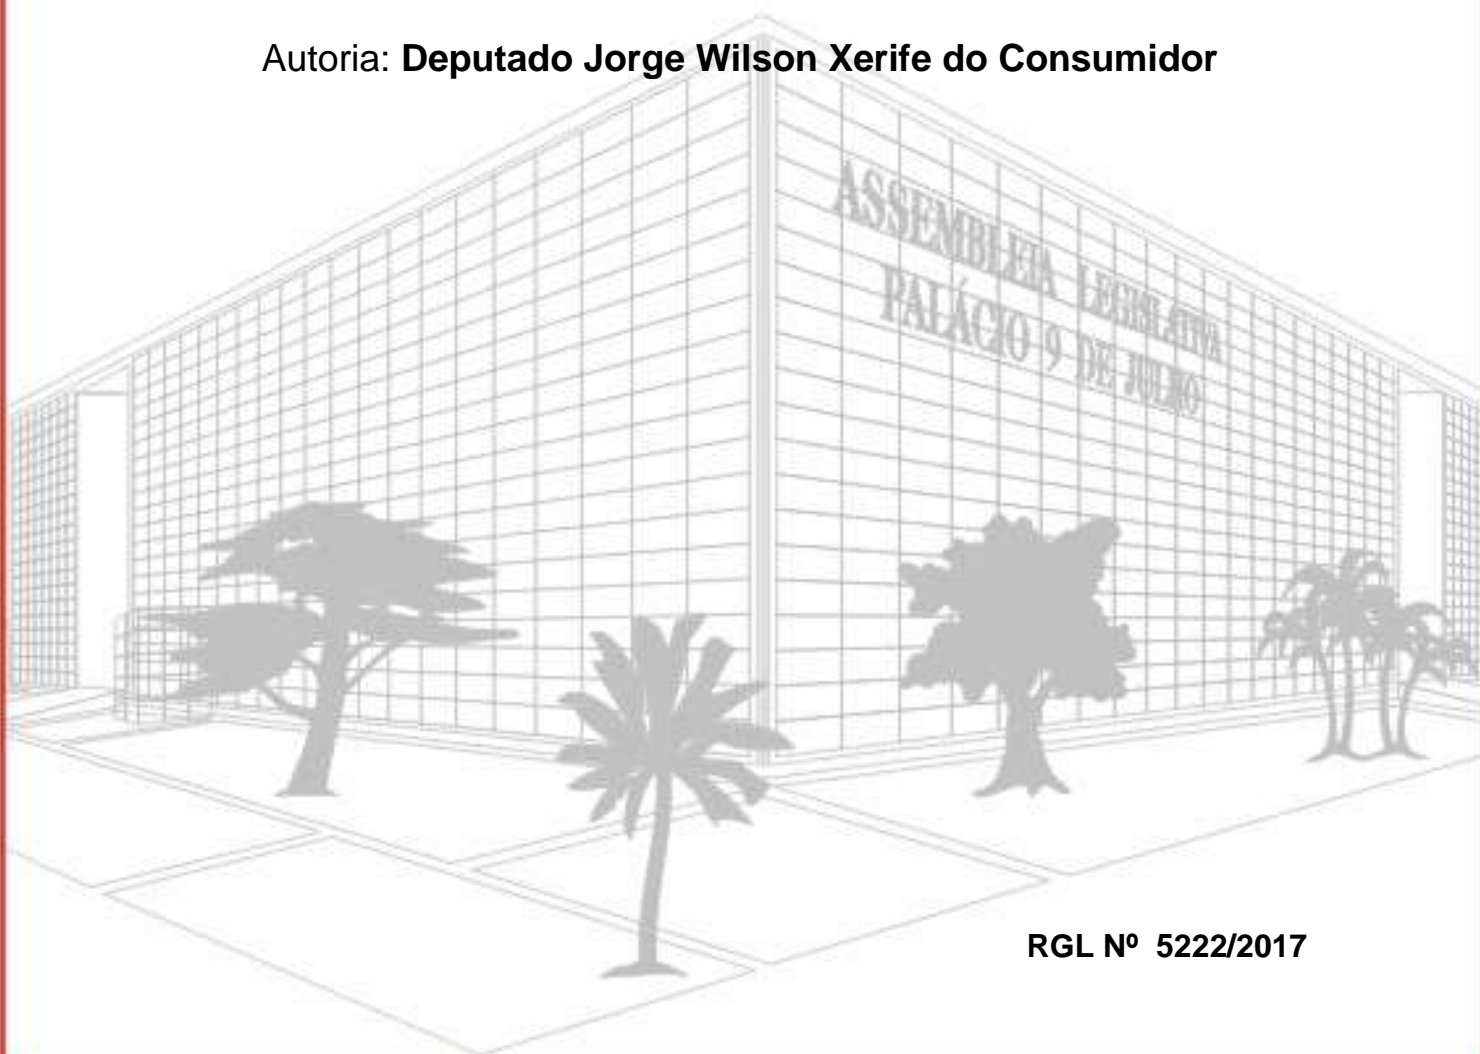 Autoria: Deputado Jorge Wilson Xerife do Consumidor
ASSEMBLEIA LEGISLATIVA
PALÁCIO 9 DE JULHO
RGL Nº 5222/2017